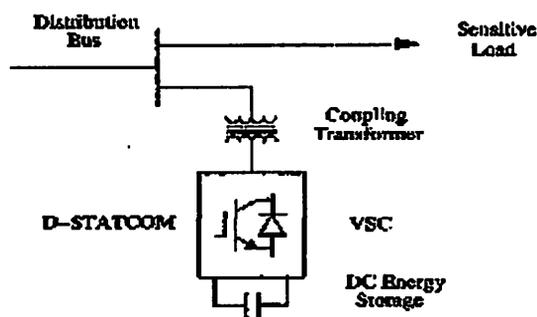 Distribution
Bus
Sensitive
Load
Coupling
Transformer
D-STATCOM
VSC
DC Energy
Storage